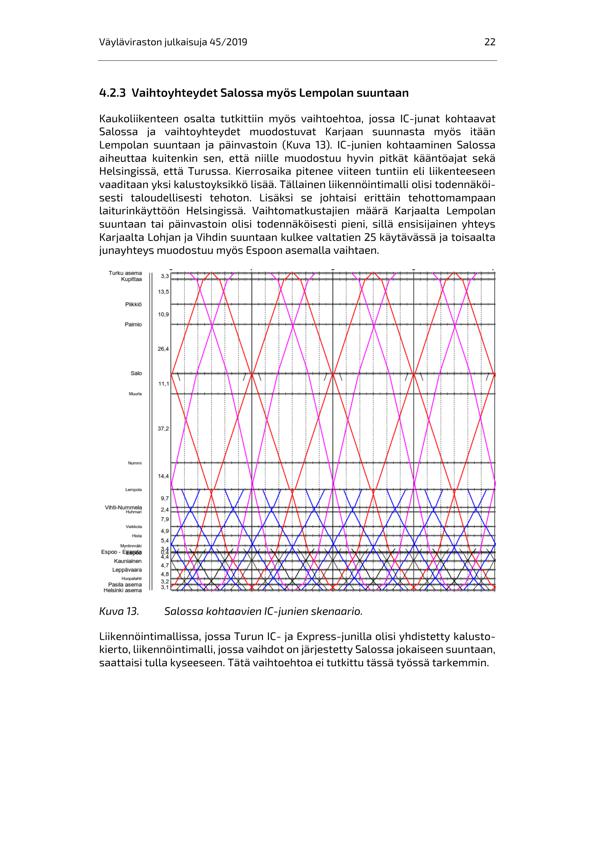 Väyläviraston julkaisuja 45/2019 22
4.2.3 Vaihtoyhteydet Salossa myös Lempolan suuntaan
Kaukoliikenteen osalta tutkittiin myös vaihtoehtoa, jossa IC-junat kohtaavat
Salossa ja vaihtoyhteydet muodostuvat Karjaan suunnasta myös itään
Lempolan suuntaan ja päinvastoin (Kuva 13). IC-junien kohtaaminen Salossa
aiheuttaa kuitenkin sen, että niille muodostuu hyvin pitkät kääntöajat sekä
Helsingissä, että Turussa. Kierrosaika pitenee viiteen tuntiin eli liikenteeseen
vaaditaan yksi kalustoyksikkö lisää. Tällainen liikennöintimalli olisi todennäköi-
sesti taloudellisesti tehoton. Lisäksi se johtaisi erittäin tehottomampaan
laiturinkäyttöön Helsingissä. Vaihtomatkustajien määrä Karjaalta Lempolan
suuntaan tai päinvastoin olisi todennäköisesti pieni, sillä ensisijainen yhteys
Karjaalta Lohjan ja Vihdin suuntaan kulkee valtatien 25 käytävässä ja toisaalta
junayhteys muodostuu myös Espoon asemalla vaihtaen.
Turku asema
3,3
Kupittaa
13,5
Piikkiö
10,9
Paimio
26,4
Salo
11,1
Muurla
37,2
Nummi
14,4
Lempola
9,7
Vihti-Nummela
2,4
Huhmari
7,9
Veikkola
4,9
Histа
5,4
Myntinmäki
Espoo
4,4
Kauniainen
4,7
Leppävaara
4,8
Huopalahti
3,2
Pasila asema
3,1
Helsinki asema
Kuva 13. Salossa kohtaavien IC-junien skenaario.
Liikennöintimallissa, jossa Turun IC- ja Express-junilla olisi yhdistetty kalusto-
kierto, liikennöintimalli, jossa vaihdot on järjestetty Salossa jokaiseen suuntaan,
saattaisi tulla kyseeseen. Tätä vaihtoehtoa ei tutkittu tässä työssä tarkemmin.